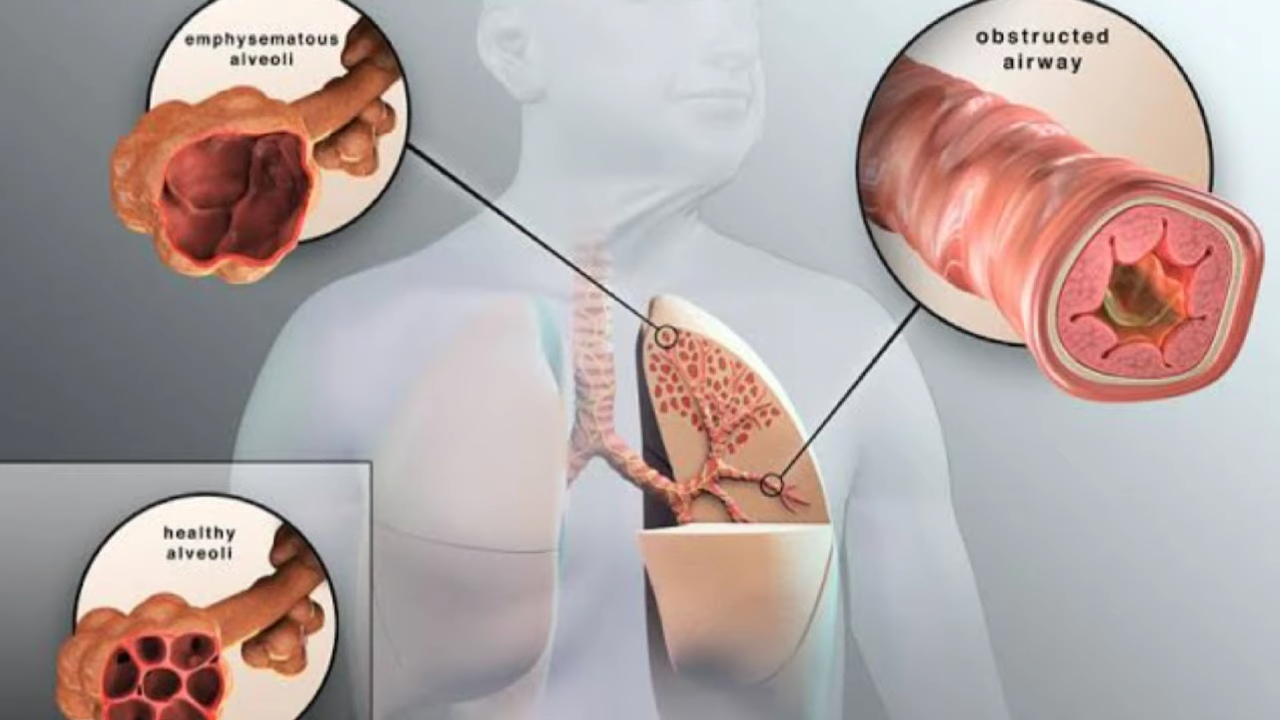 emphysematous
alveoli
obstructed
airway
healthy
alveoli